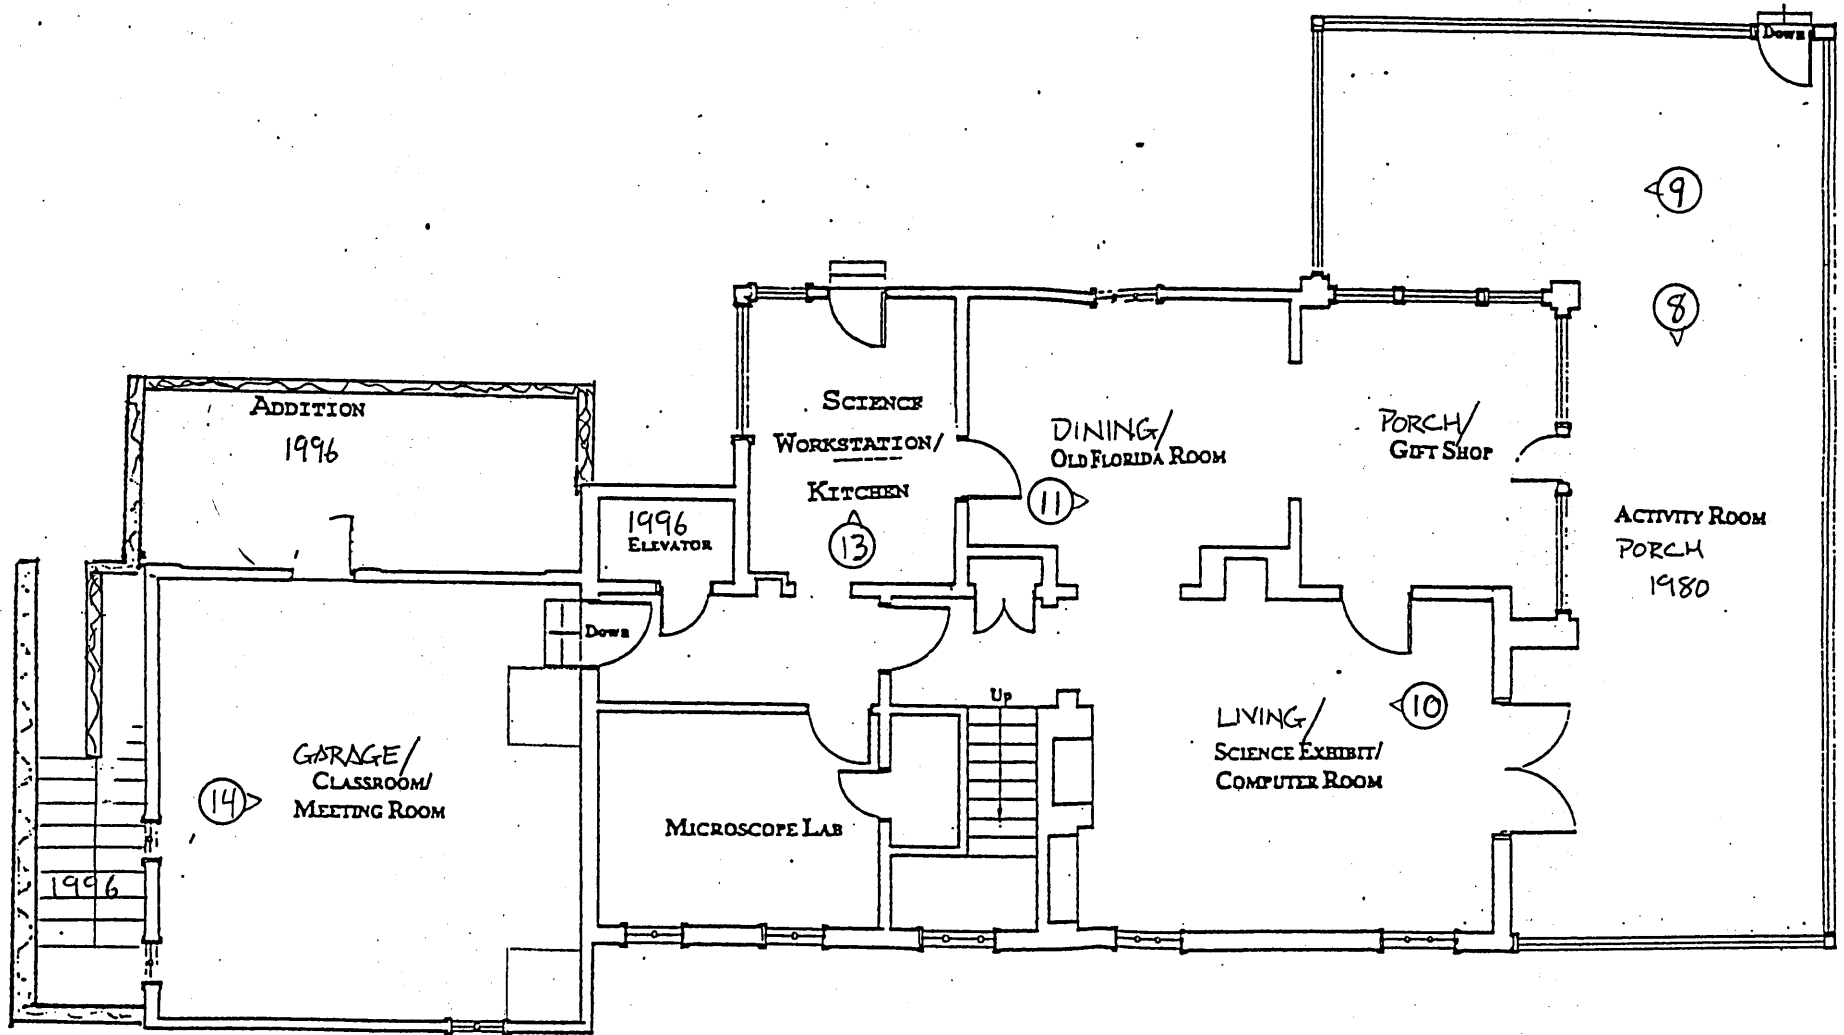 Down
9
8
ADDITION
1996
SCIENCE
WORKSTATION/
KITCHEN
13
DINING/
OLD FLORIDA ROOM
11
PORCH/
GIFT SHOP
ACTIVITY ROOM
PORCH
1980
1996
ELEVATOR
Down
Up
10
LIVING/
SCIENCE EXHIBIT/
COMPUTER ROOM
GARAGE/
CLASSROOM/
MEETING ROOM
14
MICROSCOPE LAB
1996